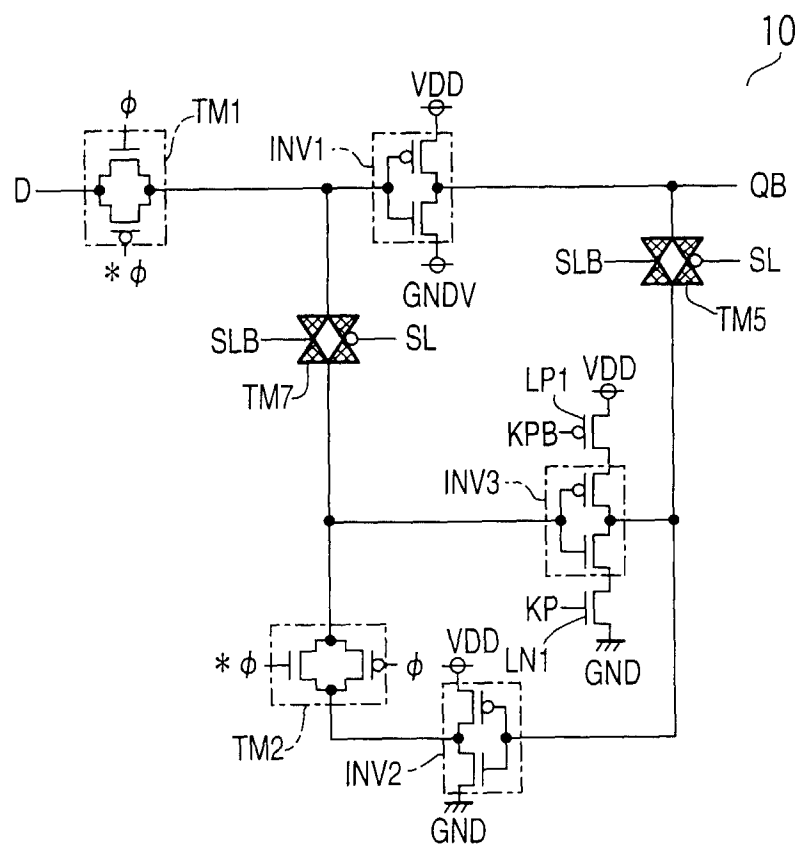 10
VDD
ϕ
TM1
INV1
D
QB
* ϕ
SLB
SL
GNDV
TM5
SLB
SL
TM7
LP1
VDD
KPB
INV3
KP
LN1
GND
* ϕ
ϕ
VDD
TM2
INV2
GND